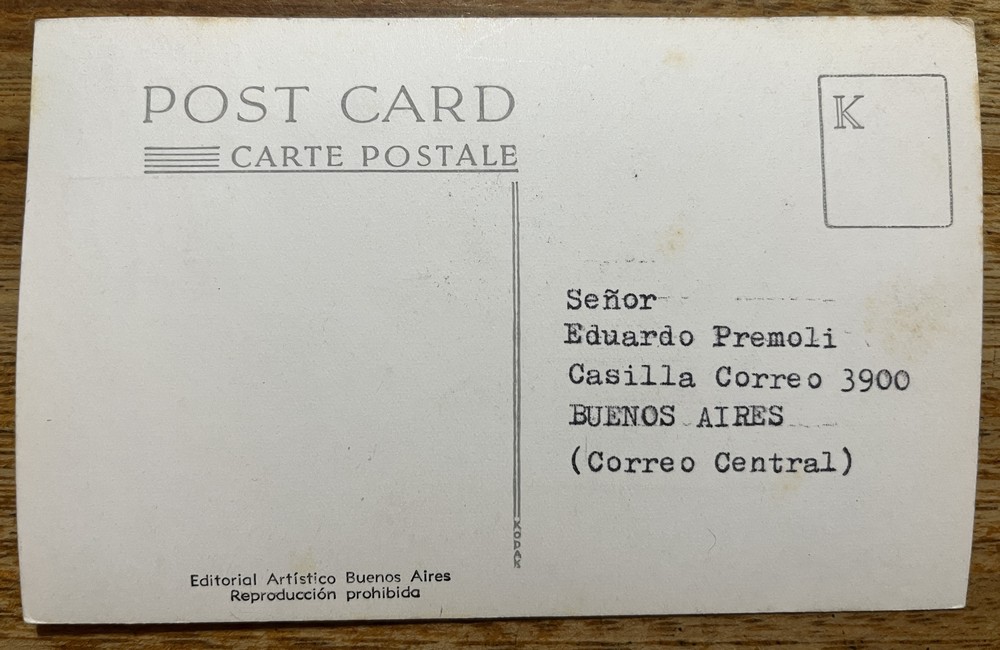 POST CARD
CARTE POSTALE
K
Señor
Eduardo Premoli
Casilla Correo 3900
BUENOS AIRES
(Correo Central)
KODAK
Editorial Artístico Buenos Aires
Reproducción prohibida